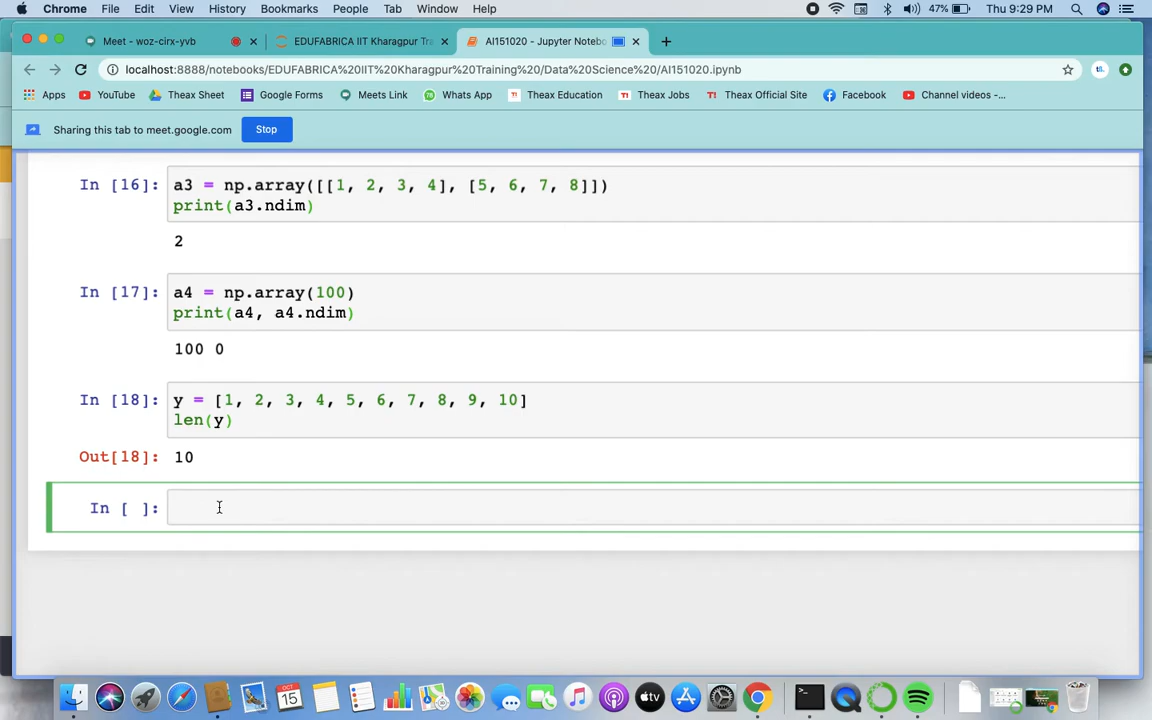 Chrome File Edit View History Bookmarks People Tab Window Help 47% Thu 9:29 PM
Meet - woz-cirx-yvb EDUFABRICA IIT Kharagpur Tra AI151020 - Jupyter Notebo
localhost:8888/notebooks/EDUFABRICA%20IIT%20Kharagpur%20Training%20/Data%20Science%20/AI151020.ipynb
Apps YouTube Theax Sheet Google Forms Meets Link Whats App Theax Education Theax Jobs Theax Official Site Facebook Channel videos -...
Sharing this tab to meet.google.com Stop
In [16]: a3 = np.array([[1, 2, 3, 4], [5, 6, 7, 8]])
print(a3.ndim)
2
In [17]: a4 = np.array(100)
print(a4, a4.ndim)
100 0
In [18]: y = [1, 2, 3, 4, 5, 6, 7, 8, 9, 10]
len(y)
Out[18]: 10
In [ ]:
OCT
15
tv